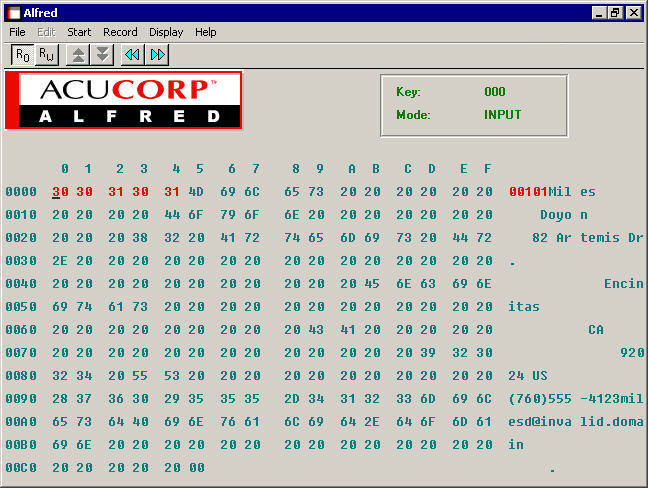 Alfred
File Edit Start Record Display Help
RO RW
ACUCORP™
ALFRED
Key: 000
Mode: INPUT
0 1 2 3 4 5 6 7 8 9 A B C D E F
0000 30 30 31 30 31 4D 69 6C 65 73 20 20 20 20 20 20 00101Mil es
0010 20 20 20 20 44 6F 79 6F 6E 20 20 20 20 20 20 20 Doyo n
0020 20 20 20 38 32 20 41 72 74 65 6D 69 73 20 44 72 82 Ar temis Dr
0030 2E 20 20 20 20 20 20 20 20 20 20 20 20 20 20 20 .
0040 20 20 20 20 20 20 20 20 20 20 20 45 6E 63 69 6E Encin
0050 69 74 61 73 20 20 20 20 20 20 20 20 20 20 20 20 itas
0060 20 20 20 20 20 20 20 20 20 43 41 20 20 20 20 20 CA
0070 20 20 20 20 20 20 20 20 20 20 20 20 20 39 32 30 920
0080 32 34 20 55 53 20 20 20 20 20 20 20 20 20 20 20 24 US
0090 28 37 36 30 29 35 35 35 2D 34 31 32 33 6D 69 6C (760)555 -4123mil
00A0 65 73 64 40 69 6E 76 61 6C 69 64 2E 64 6F 6D 61 esd@inva lid.doma
00B0 69 6E 20 20 20 20 20 20 20 20 20 20 20 20 20 20 in
00C0 20 20 20 20 20 00 .